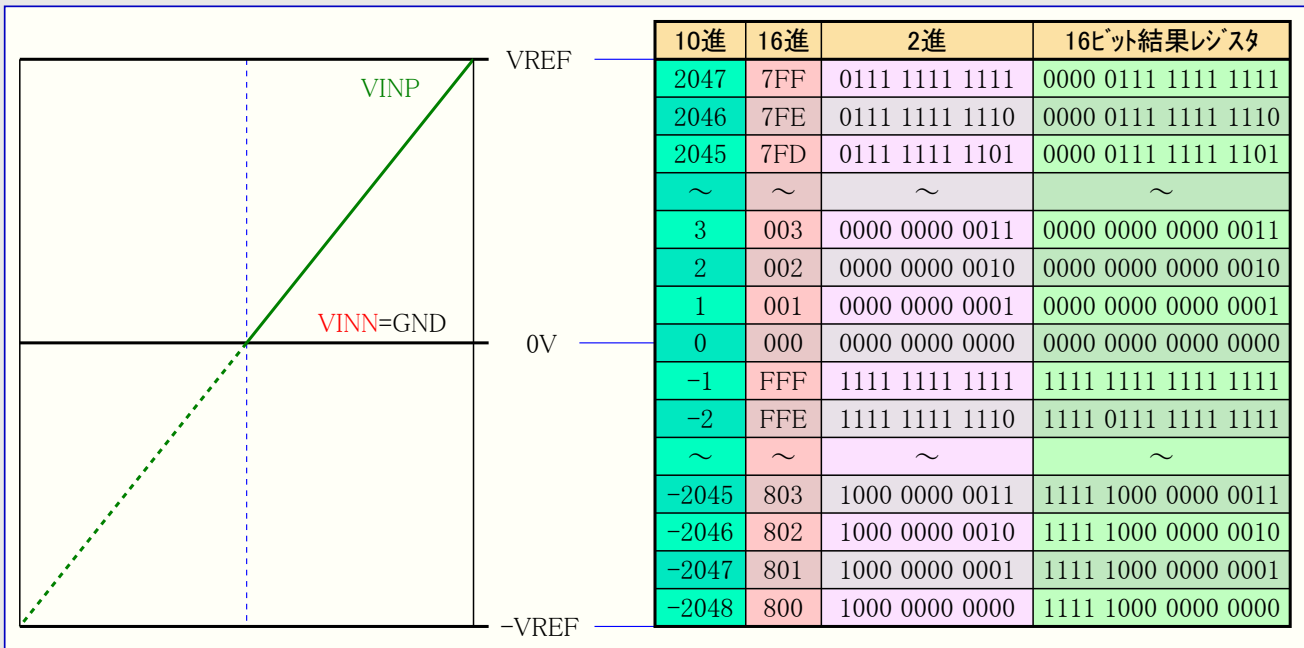 VREF
VINP
VINN=GND
0V
-VREF
10進 16進 2進 16ﾋﾞｯﾄ結果ﾚｼﾞｽﾀ
2047 7FF 0111 1111 1111 0000 0111 1111 1111
2046 7FE 0111 1111 1110 0000 0111 1111 1110
2045 7FD 0111 1111 1101 0000 0111 1111 1101
～ ～ ～ ～
3 003 0000 0000 0011 0000 0000 0000 0011
2 002 0000 0000 0010 0000 0000 0000 0010
1 001 0000 0000 0001 0000 0000 0000 0001
0 000 0000 0000 0000 0000 0000 0000 0000
-1 FFF 1111 1111 1111 1111 1111 1111 1111
-2 FFE 1111 1111 1110 1111 0111 1111 1111
～ ～ ～ ～
-2045 803 1000 0000 0011 1111 1000 0000 0011
-2046 802 1000 0000 0010 1111 1000 0000 0010
-2047 801 1000 0000 0001 1111 1000 0000 0001
-2048 800 1000 0000 0000 1111 1000 0000 0000